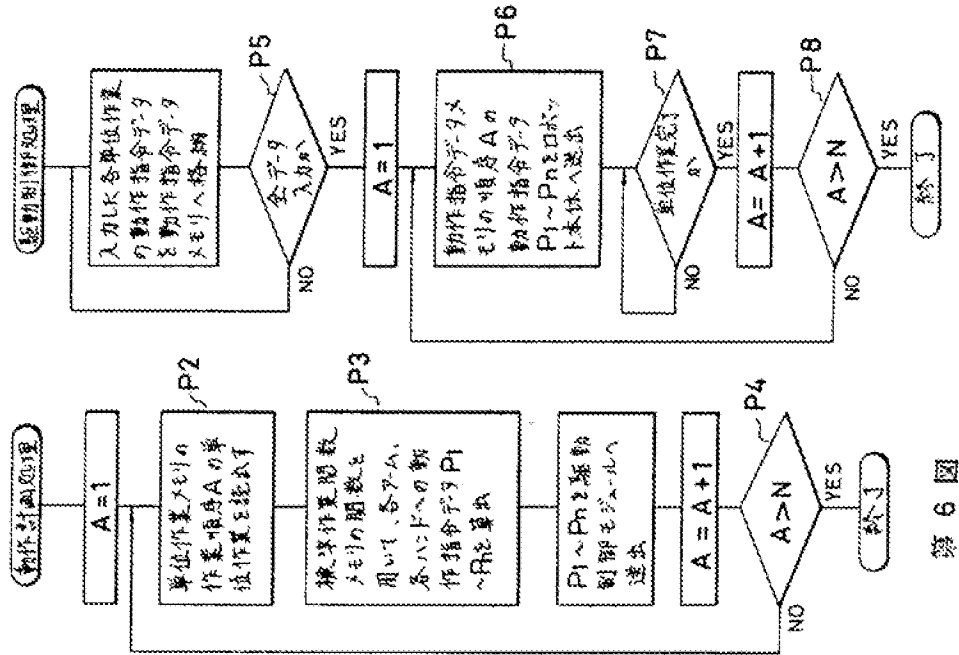 動作計画処理
A = 1
単位作業メモリの
作業順序Aの単
位作業を読出す
P2
標準作業関数
メモリの関数を
用いて、各アーム、
各ハンドへの動
作指令データP1
～Pnを算出
P3
P1～Pnを駆動
制御モジュールへ
送出
A = A + 1
A > N
P4
NO
YES
終了
駆動制御処理
入力した各単位作業
の動作指令データ
を動作指令データ
メモリへ格納
全データ
入力か
P5
NO
YES
A = 1
動作指令データメ
モリの順序Aの
動作指令データ
P1～Pnをロボッ
ト本体へ送出
P6
単位作業完了
か
P7
NO
YES
A = A + 1
A > N
P8
NO
YES
終了
第 6 図